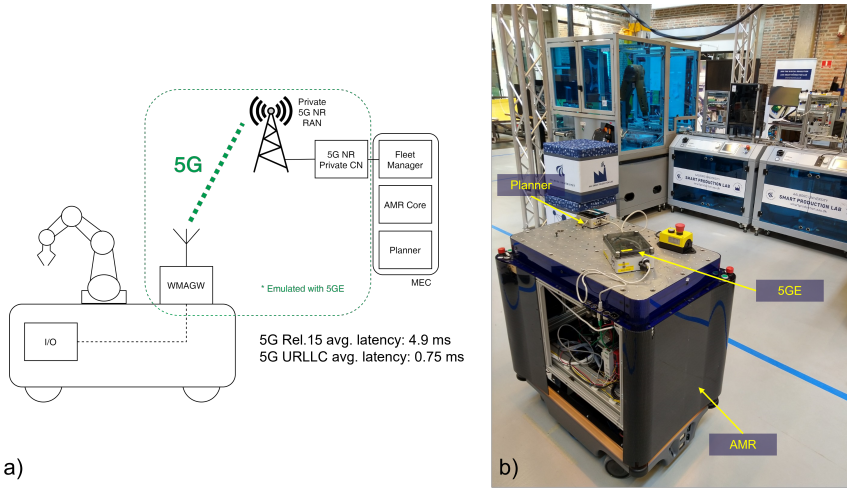 Private
5G NR
RAN
5G
5G NR
Private CN
Fleet
Manager
AMR Core
Planner
MEC
WMAGW
* Emulated with 5GE
I/O
5G Rel.15 avg. latency: 4.9 ms
5G URLLC avg. latency: 0.75 ms
a)
Planner
5GE
AMR
SMART PRODUCTION LAB
SMART PRODUCTION LAB
b)